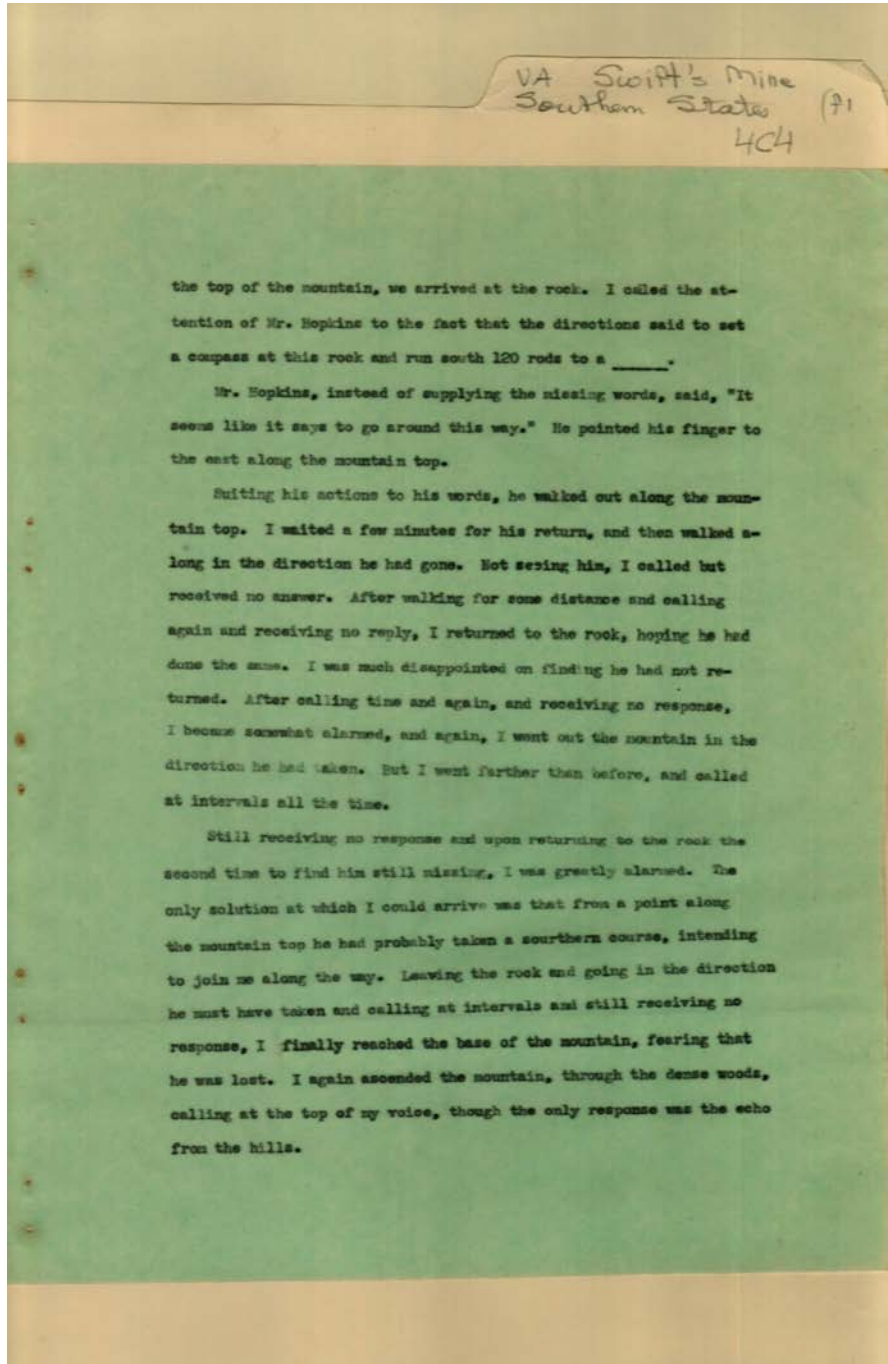 VA Swift's Mine
Southern States (P1
4C4
the top of the mountain, we arrived at the rock. I called the at-
tention of Mr. Hopkins to the fact that the directions said to set
a compass at this rock and run south 120 rods to a ______.
Mr. Hopkins, instead of supplying the missing words, said, "It
seems like it says to go around this way." He pointed his finger to
the east along the mountain top.
Suiting his actions to his words, he walked out along the moun-
tain top. I waited a few minutes for his return, and then walked a-
long in the direction he had gone. Not seeing him, I called but
received no answer. After walking for some distance and calling
again and receiving no reply, I returned to the rock, hoping he had
done the same. I was much disappointed on finding he had not re-
turned. After calling time and again, and receiving no response,
I became somewhat alarmed, and again, I went out the mountain in the
direction he had taken. But I went farther than before, and called
at intervals all the time.
Still receiving no response and upon returning to the rock the
second time to find him still missing, I was greatly alarmed. The
only solution at which I could arrive was that from a point along
the mountain top he had probably taken a sourthern course, intending
to join me along the way. Leaving the rock and going in the direction
he must have taken and calling at intervals and still receiving no
response, I finally reached the base of the mountain, fearing that
he was lost. I again ascended the mountain, through the dense woods,
calling at the top of my voice, though the only response was the echo
from the hills.